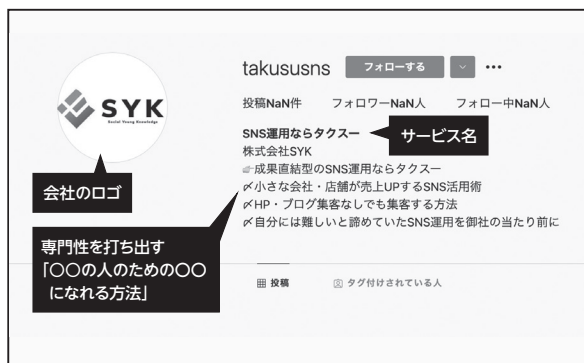 takususns フォローする
投稿NaN件 フォロワーNaN人 フォロー中NaN人
SNS運用ならタクスー
サービス名
株式会社SYK
☞成果直結型のSNS運用ならタクスー
〆小さな会社・店舗が売上UPするSNS活用術
〆HP・ブログ集客なしでも集客する方法
〆自分には難しいと諦めていたSNS運用を御社の当たり前に
SYK
Social Young Knowledge
会社のロゴ
専門性を打ち出す
「〇〇の人のための〇〇
になれる方法」
投稿 タグ付けされている人